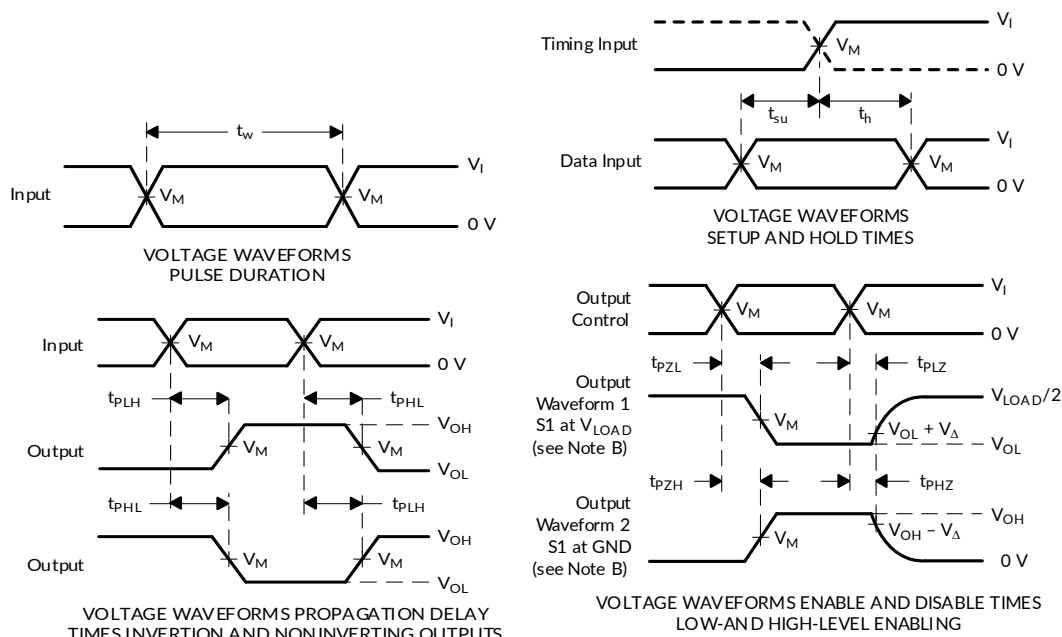 t_w
V_I
Input
V_M
V_M
0 V
VOLTAGE WAVEFORMS
PULSE DURATION
V_I
Timing Input
V_M
0 V
t_su
t_h
V_I
Data Input
V_M
V_M
0 V
VOLTAGE WAVEFORMS
SETUP AND HOLD TIMES
V_I
Input
V_M
V_M
0 V
t_PLH
t_PHL
V_OH
Output
V_M
V_M
V_OL
t_PHL
t_PLH
V_OH
Output
V_M
V_M
V_OL
VOLTAGE WAVEFORMS PROPAGATION DELAY
TIMES INVERTION AND NONINVERTING OUTPUTS
V_I
Output
Control
V_M
V_M
0 V
t_PZL
t_PLZ
Output
Waveform 1
S1 at V_LOAD
(see Note B)
V_LOAD/2
V_M
V_OL + V_Δ
V_OL
t_PZH
t_PHZ
Output
Waveform 2
S1 at GND
(see Note B)
V_OH
V_M
V_OH − V_Δ
0 V
VOLTAGE WAVEFORMS ENABLE AND DISABLE TIMES
LOW-AND HIGH-LEVEL ENABLING